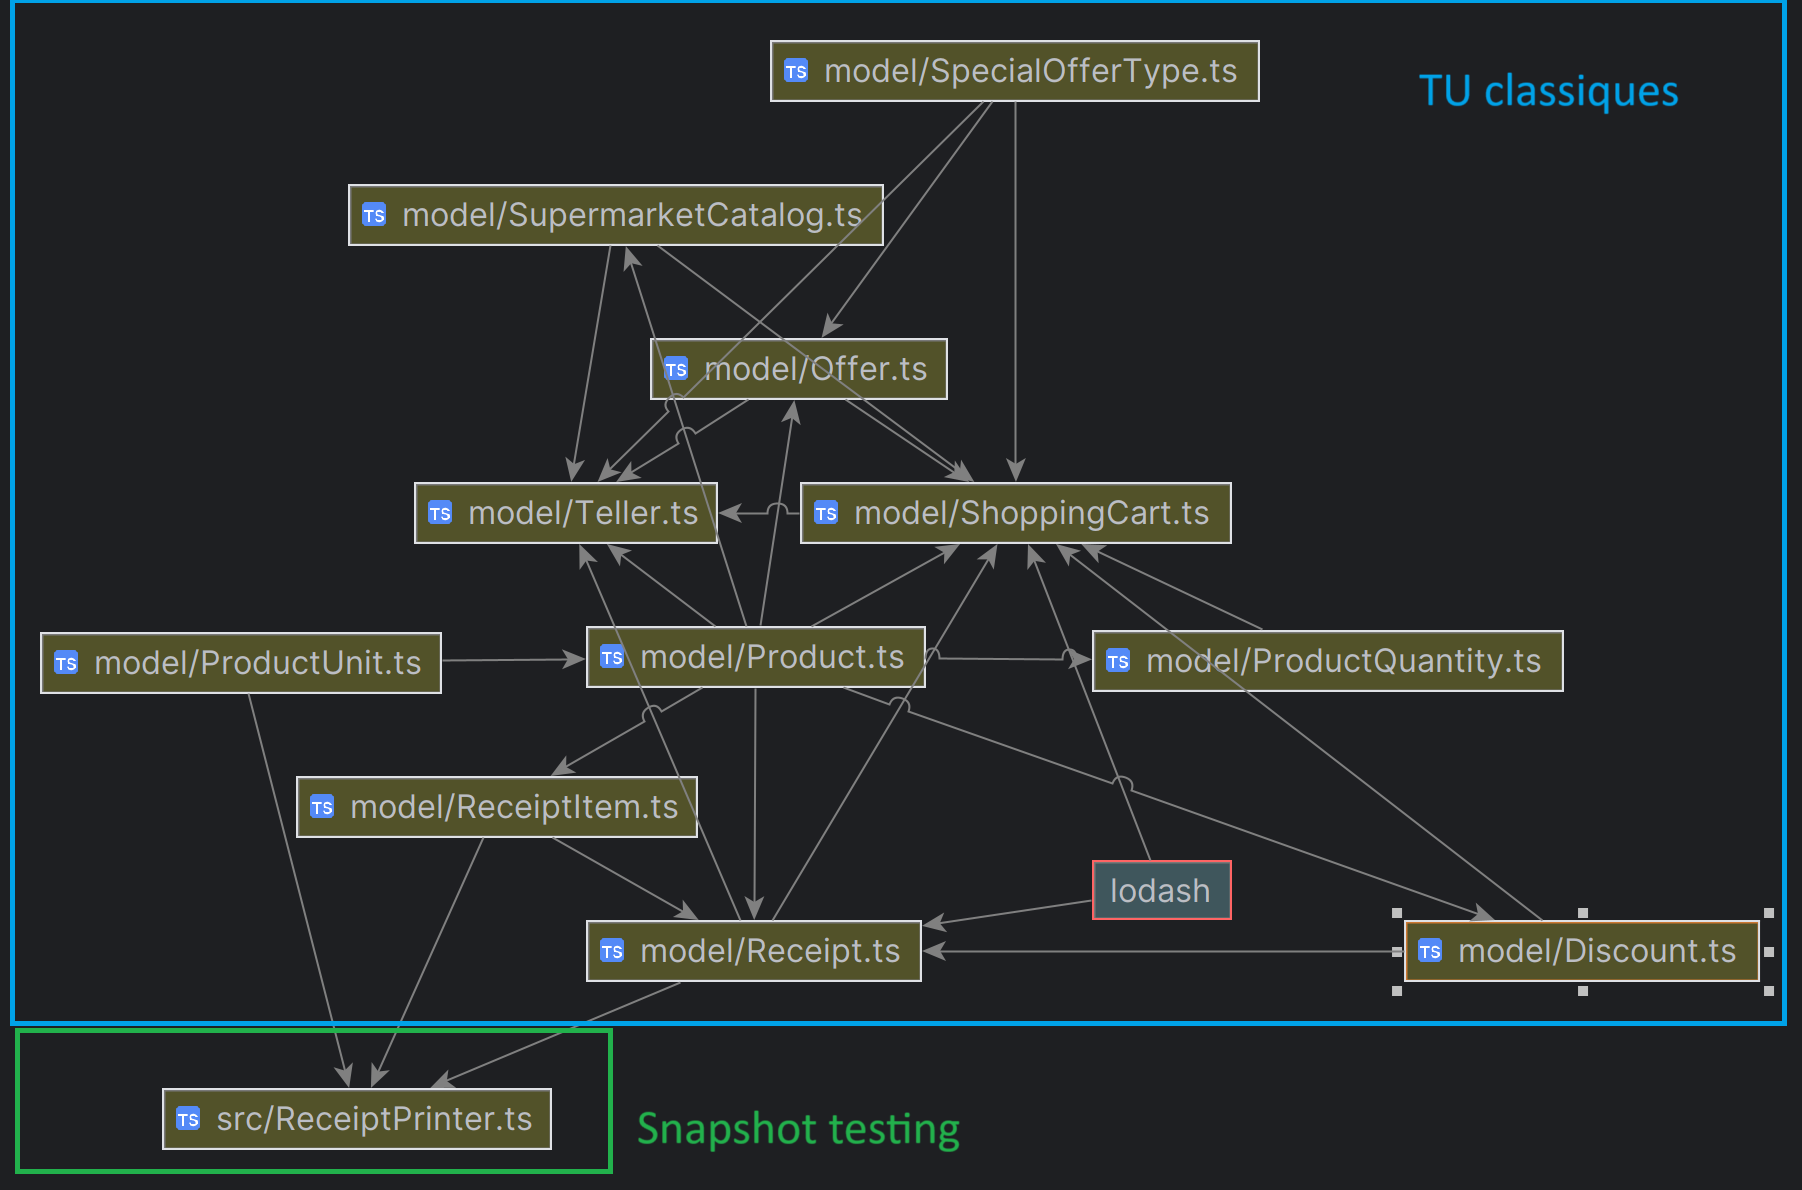 TS model/SpecialOfferType.ts
TU classiques
TS model/SupermarketCatalog.ts
TS model/Offer.ts
TS model/Teller.ts
TS model/ShoppingCart.ts
TS model/ProductUnit.ts
TS model/Product.ts
TS model/ProductQuantity.ts
TS model/ReceiptItem.ts
lodash
TS model/Receipt.ts
TS model/Discount.ts
TS src/ReceiptPrinter.ts
Snapshot testing